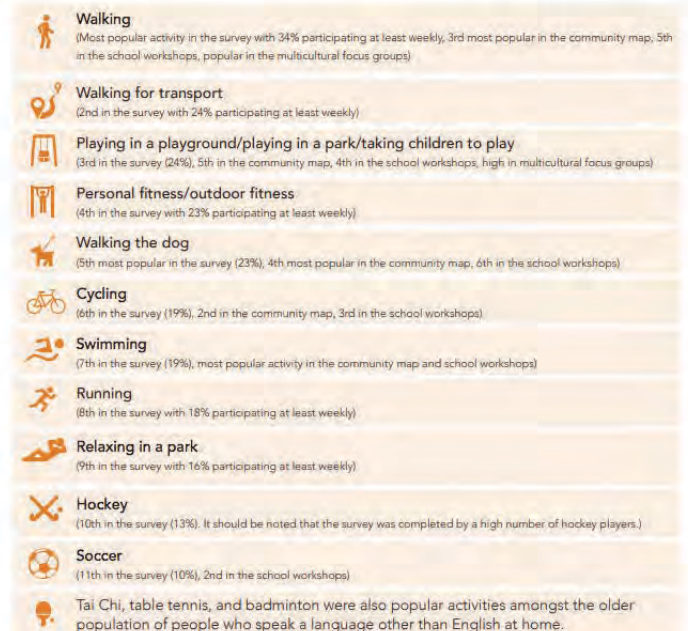 Walking
(Most popular activity in the survey with 34% participating at least weekly, 3rd most popular in the community map, 5th
in the school workshops, popular in the multicultural focus groups)
Walking for transport
(2nd in the survey with 24% participating at least weekly)
Playing in a playground/playing in a park/taking children to play
(3rd in the survey (24%), 5th in the community map, 4th in the school workshops, high in multicultural focus groups)
Personal fitness/outdoor fitness
(4th in the survey with 23% participating at least weekly)
Walking the dog
(5th most popular in the survey (23%), 4th most popular in the community map, 6th in the school workshops)
Cycling
(6th in the survey (19%), 2nd in the community map, 3rd in the school workshops)
Swimming
(7th in the survey (19%), most popular activity in the community map and school workshops)
Running
(8th in the survey with 18% participating at least weekly)
Relaxing in a park
(9th in the survey with 16% participating at least weekly)
Hockey
(10th in the survey (13%). It should be noted that the survey was completed by a high number of hockey players.)
Soccer
(11th in the survey (10%), 2nd in the school workshops)
Tai Chi, table tennis, and badminton were also popular activities amongst the older
population of people who speak a language other than English at home.